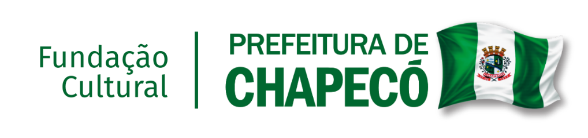 Fundação
Cultural
PREFEITURA DE
CHAPECÓ